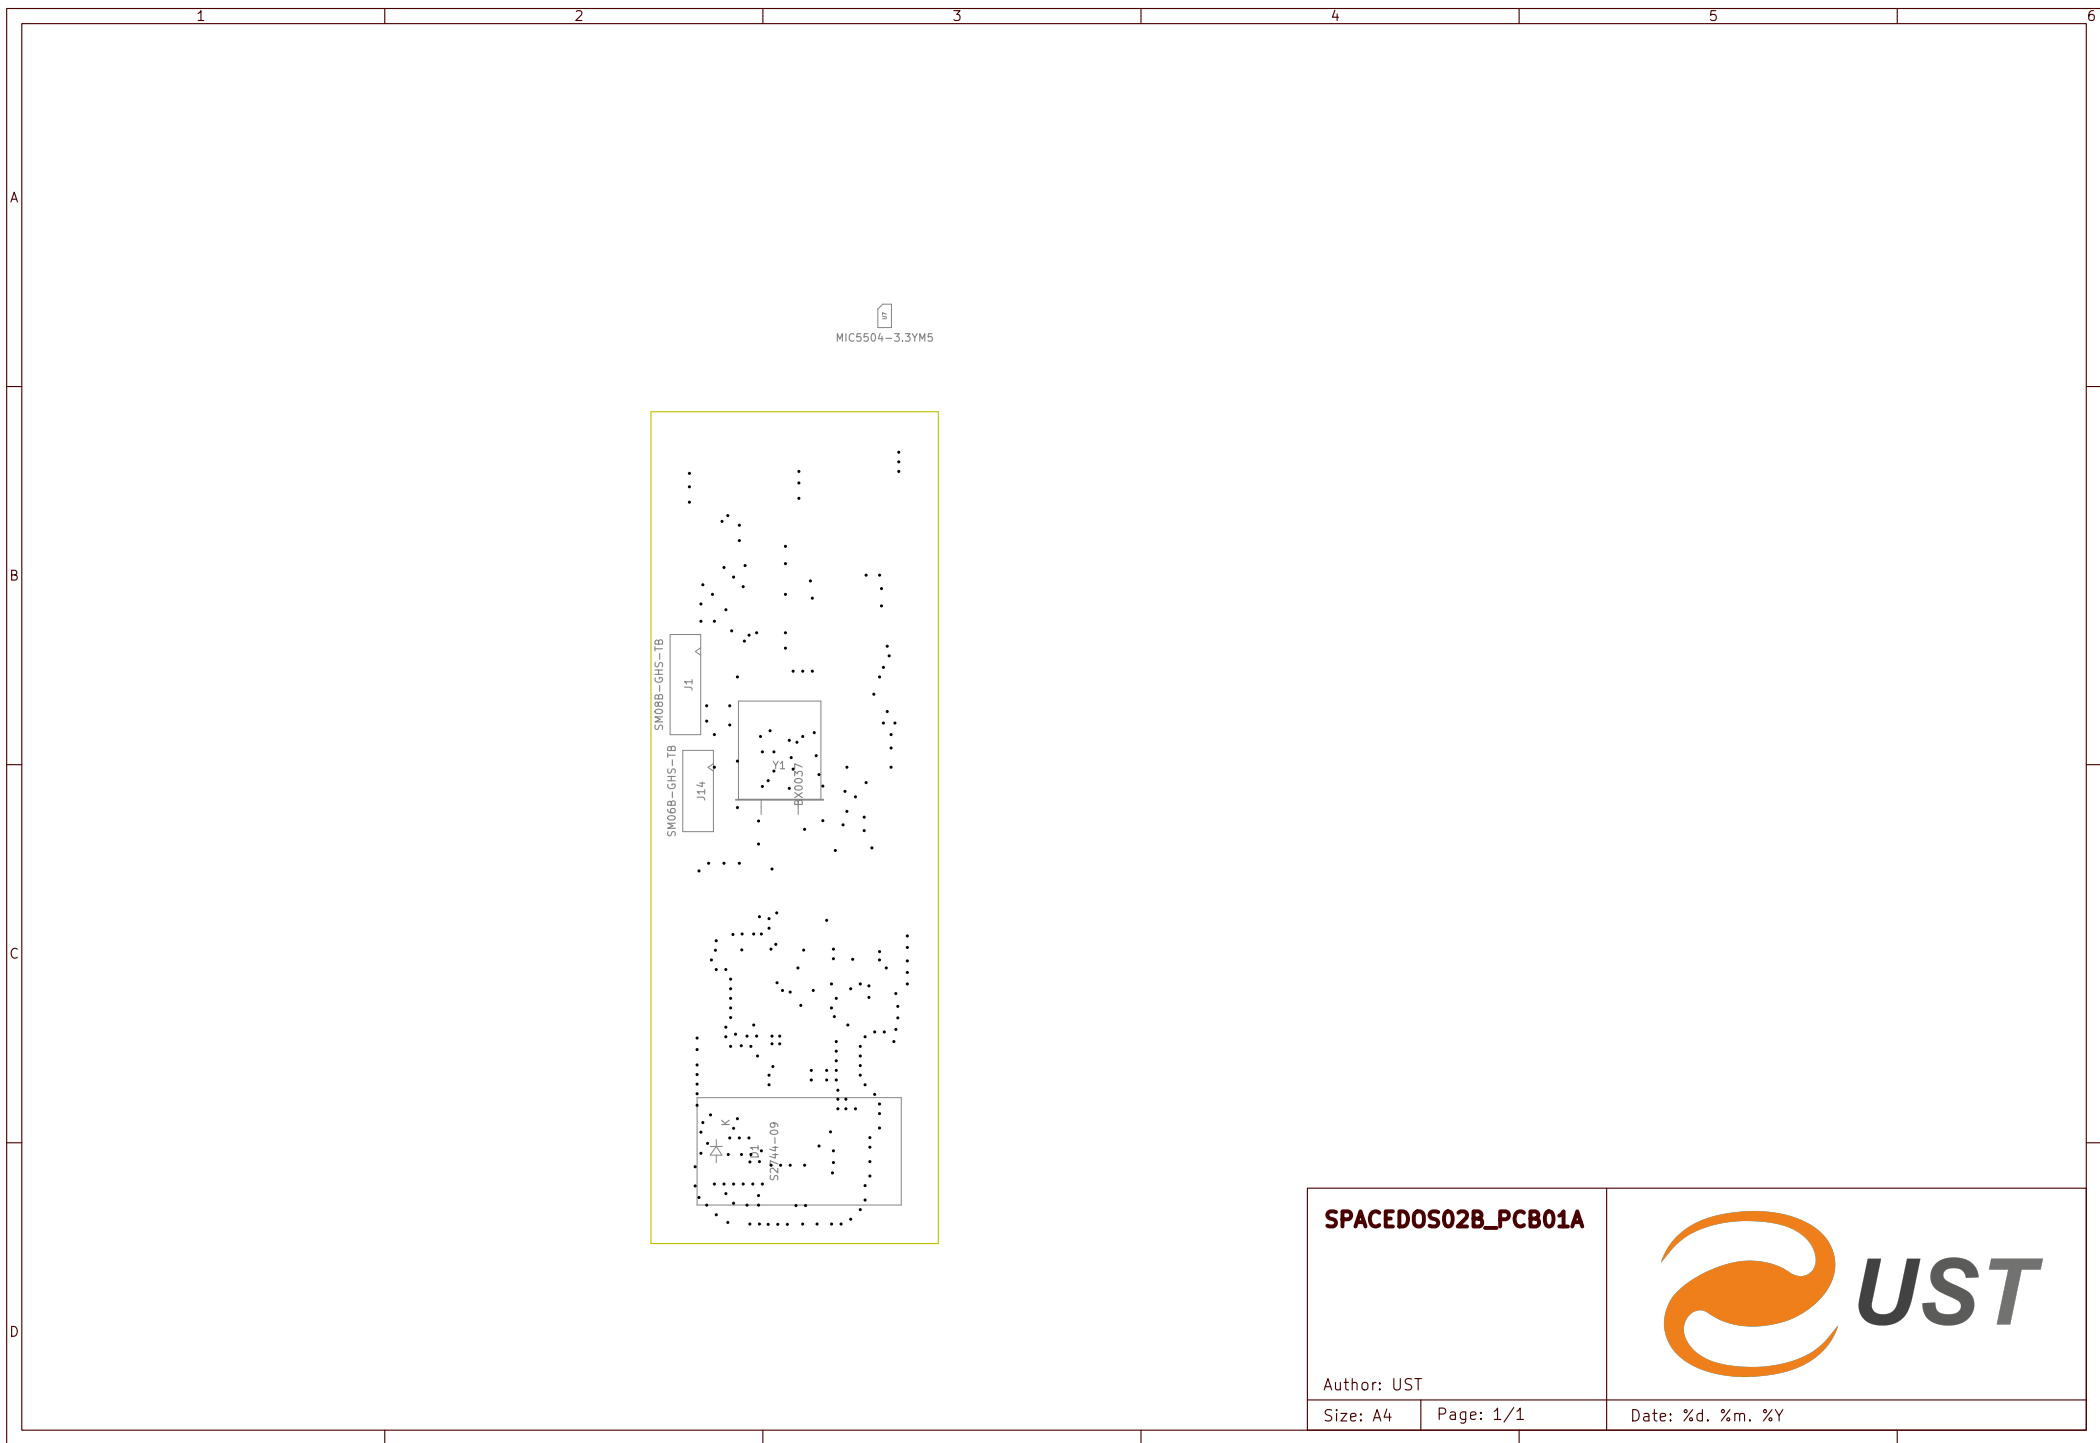 1 2 3 4 5 6
A
U7
MIC5504-3.3YM5
B
SM08B-GHS-TB
J1
SM06B-GHS-TB
J14
Y1
BX0037
C
K
D1
S2744-09
D
SPACEDOS02B_PCB01A
UST
Author: UST
Size: A4 Page: 1/1 Date: %d. %m. %Y